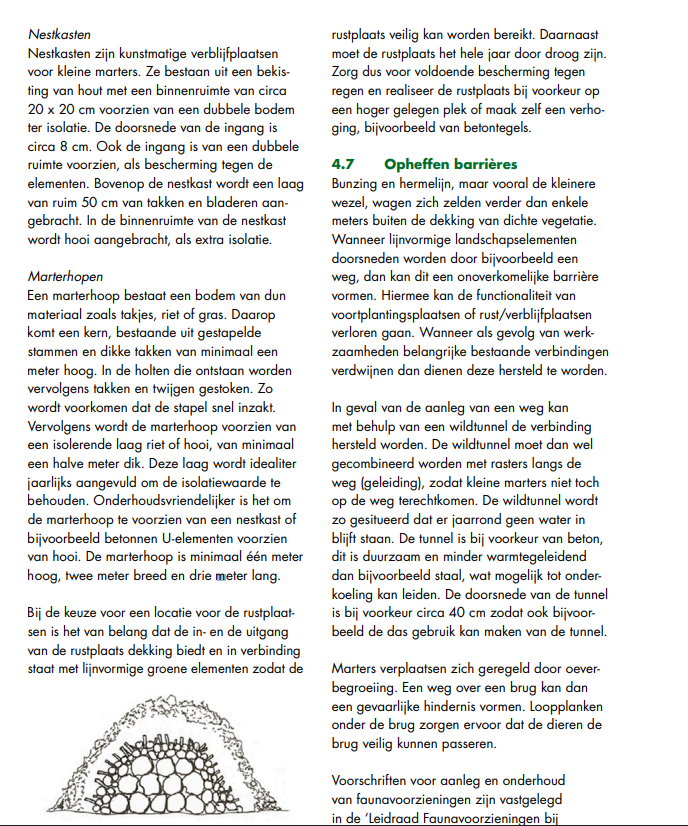 Nestkasten
Nestkasten zijn kunstmatige verblijfplaatsen
voor kleine marters. Ze bestaan uit een bekis-
ting van hout met een binnenruimte van circa
20 x 20 cm voorzien van een dubbele bodem
ter isolatie. De doorsnede van de ingang is
circa 8 cm. Ook de ingang is van een dubbele
ruimte voorzien, als bescherming tegen de
elementen. Bovenop de nestkast wordt een laag
van ruim 50 cm van takken en bladeren aan-
gebracht. In de binnenruimte van de nestkast
wordt hooi aangebracht, als extra isolatie.
Marterhopen
Een marterhoop bestaat een bodem van dun
materiaal zoals takjes, riet of gras. Daarop
komt een kern, bestaande uit gestapelde
stammen en dikke takken van minimaal een
meter hoog. In de holten die ontstaan worden
vervolgens takken en twijgen gestoken. Zo
wordt voorkomen dat de stapel snel inzakt.
Vervolgens wordt de marterhoop voorzien van
een isolerende laag riet of hooi, van minimaal
een halve meter dik. Deze laag wordt idealiter
jaarlijks aangevuld om de isolatiewaarde te
behouden. Onderhoudsvriendelijker is het om
de marterhoop te voorzien van een nestkast of
bijvoorbeeld betonnen U-elementen voorzien
van hooi. De marterhoop is minimaal één meter
hoog, twee meter breed en drie meter lang.
Bij de keuze voor een locatie voor de rustplaat-
sen is het van belang dat de in- en de uitgang
van de rustplaats dekking biedt en in verbinding
staat met lijnvormige groene elementen zodat de
rustplaats veilig kan worden bereikt. Daarnaast
moet de rustplaats het hele jaar door droog zijn.
Zorg dus voor voldoende bescherming tegen
regen en realiseer de rustplaats bij voorkeur op
een hoger gelegen plek of maak zelf een verho-
ging, bijvoorbeeld van betontegels.
4.7 Opheffen barrières
Bunzing en hermelijn, maar vooral de kleinere
wezel, wagen zich zelden verder dan enkele
meters buiten de dekking van dichte vegetatie.
Wanneer lijnvormige landschapselementen
doorsneden worden door bijvoorbeeld een
weg, dan kan dit een onoverkomelijke barrière
vormen. Hiermee kan de functionaliteit van
voortplantingsplaatsen of rust/verblijfplaatsen
verloren gaan. Wanneer als gevolg van werk-
zaamheden belangrijke bestaande verbindingen
verdwijnen dan dienen deze hersteld te worden.
In geval van de aanleg van een weg kan
met behulp van een wildtunnel de verbinding
hersteld worden. De wildtunnel moet dan wel
gecombineerd worden met rasters langs de
weg (geleiding), zodat kleine marters niet toch
op de weg terechtkomen. De wildtunnel wordt
zo gesitueerd dat er jaarrond geen water in
blijft staan. De tunnel is bij voorkeur van beton,
dit is duurzaam en minder warmtegeleidend
dan bijvoorbeeld staal, wat mogelijk tot onder-
koeling kan leiden. De doorsnede van de tunnel
is bij voorkeur circa 40 cm zodat ook bijvoor-
beeld de das gebruik kan maken van de tunnel.
Marters verplaatsen zich geregeld door oever-
begroeiing. Een weg over een brug kan dan
een gevaarlijke hindernis vormen. Loopplanken
onder de brug zorgen ervoor dat de dieren de
brug veilig kunnen passeren.
Voorschriften voor aanleg en onderhoud
van faunavoorzieningen zijn vastgelegd
in de ‘Leidraad Faunavoorzieningen bij